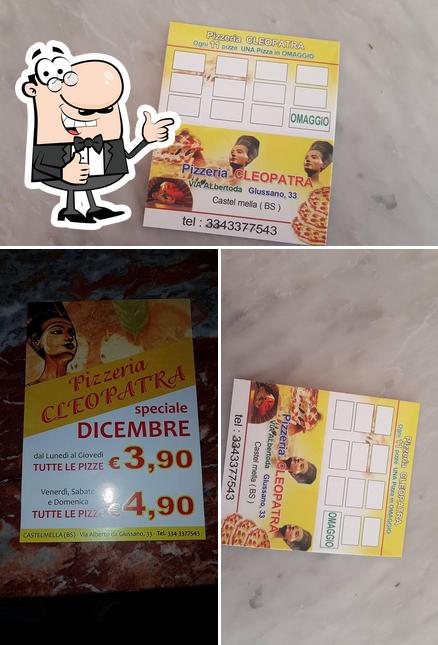 Pizzeria CLEOPATRA
Ogni 11 pizze UNA Pizza in OMAGGIO
OMAGGIO
Pizzeria CLEOPATRA
VIA Albertoda Giussano, 33
Castel mella ( BS )
tel : 3343377543
Pizzeria
CLEOPATRA
speciale
DICEMBRE
dal Lunedì al Giovedì
TUTTE LE PIZZE € 3,90
Venerdì, Sabato
e Domenica
TUTTE LE PIZZE € 4,90
CASTELMELLA (BS) - Via Alberto da Giussano, 33 - Tel. 334 3377543
Pizzeria CLEOPATRA
Ogni 11 pizze UNA Pizza in OMAGGIO
OMAGGIO
Pizzeria CLEOPATRA
VIA Albertoda Giussano, 33
Castel mella ( BS )
tel : 3343377543